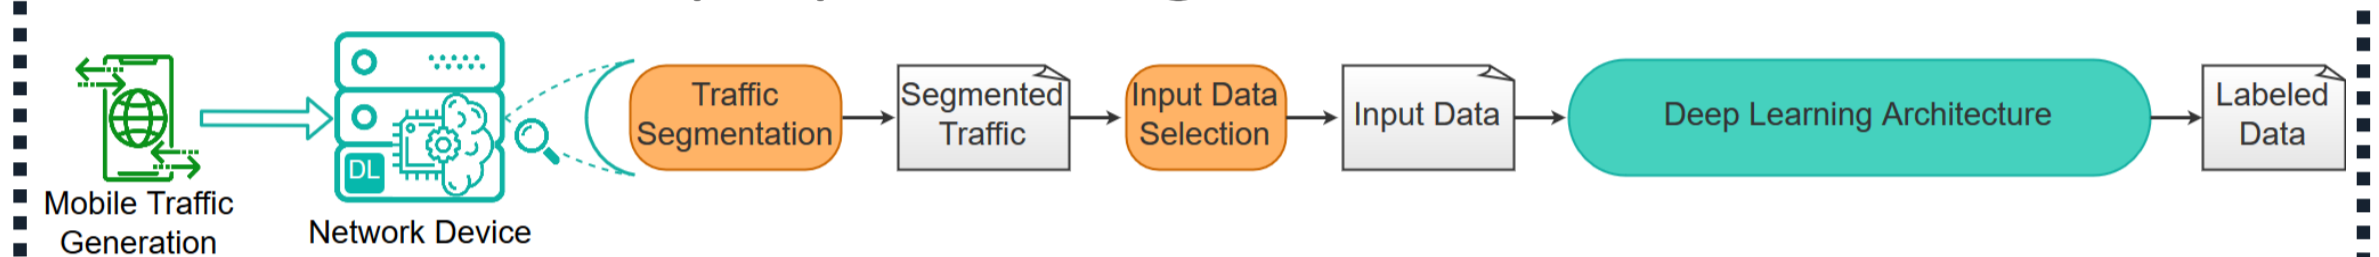 Mobile Traffic
Generation
DL
Network Device
Traffic
Segmentation
Segmented
Traffic
Input Data
Selection
Input Data
Deep Learning Architecture
Labeled
Data